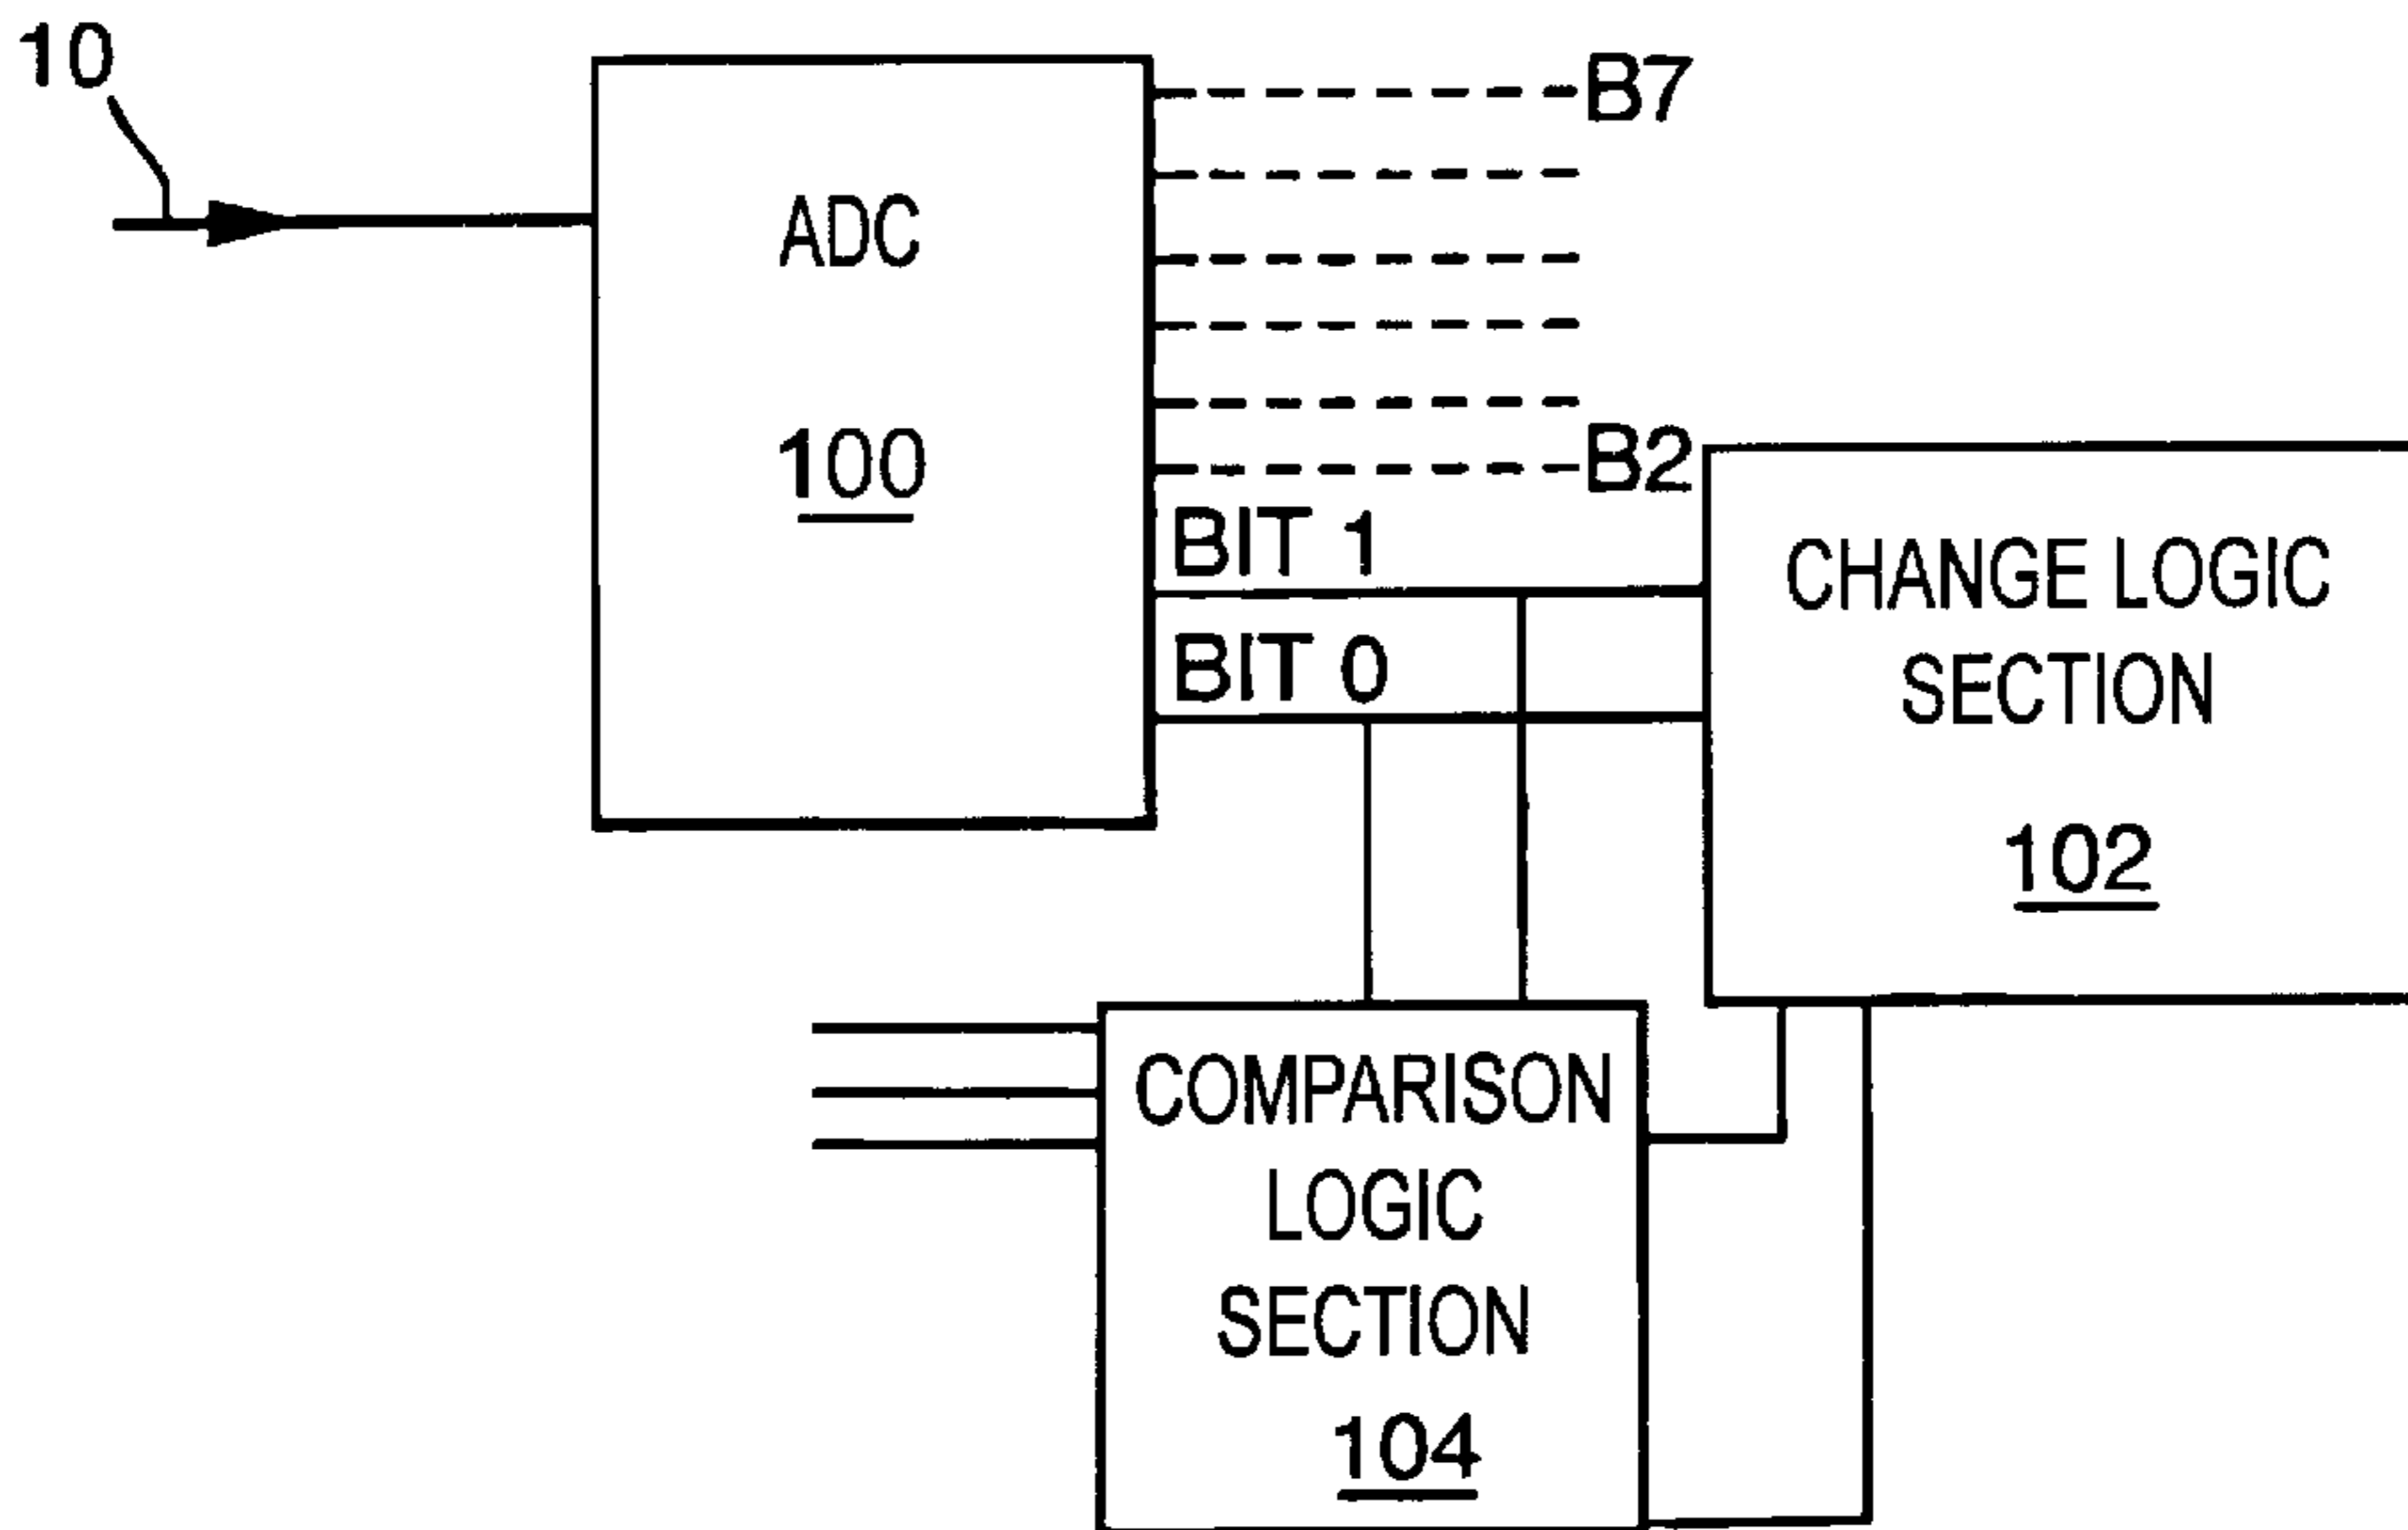 10
B7
ADC
100
B2
BIT 1
BIT 0
CHANGE LOGIC
SECTION
102
COMPARISON
LOGIC
SECTION
104